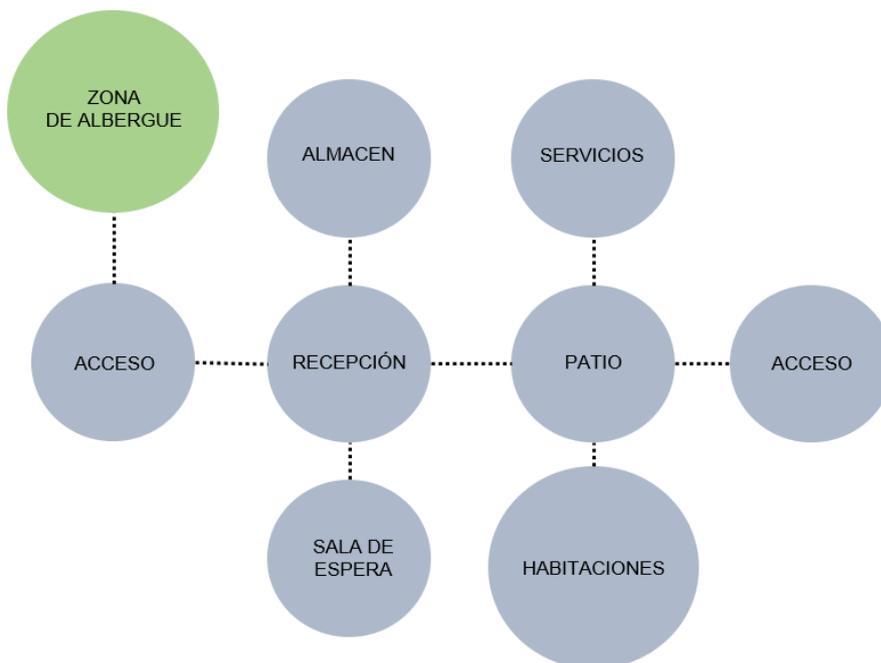 ZONA
DE ALBERGUE
ALMACEN
SERVICIOS
ACCESO
RECEPCIÓN
PATIO
ACCESO
SALA DE
ESPERA
HABITACIONES